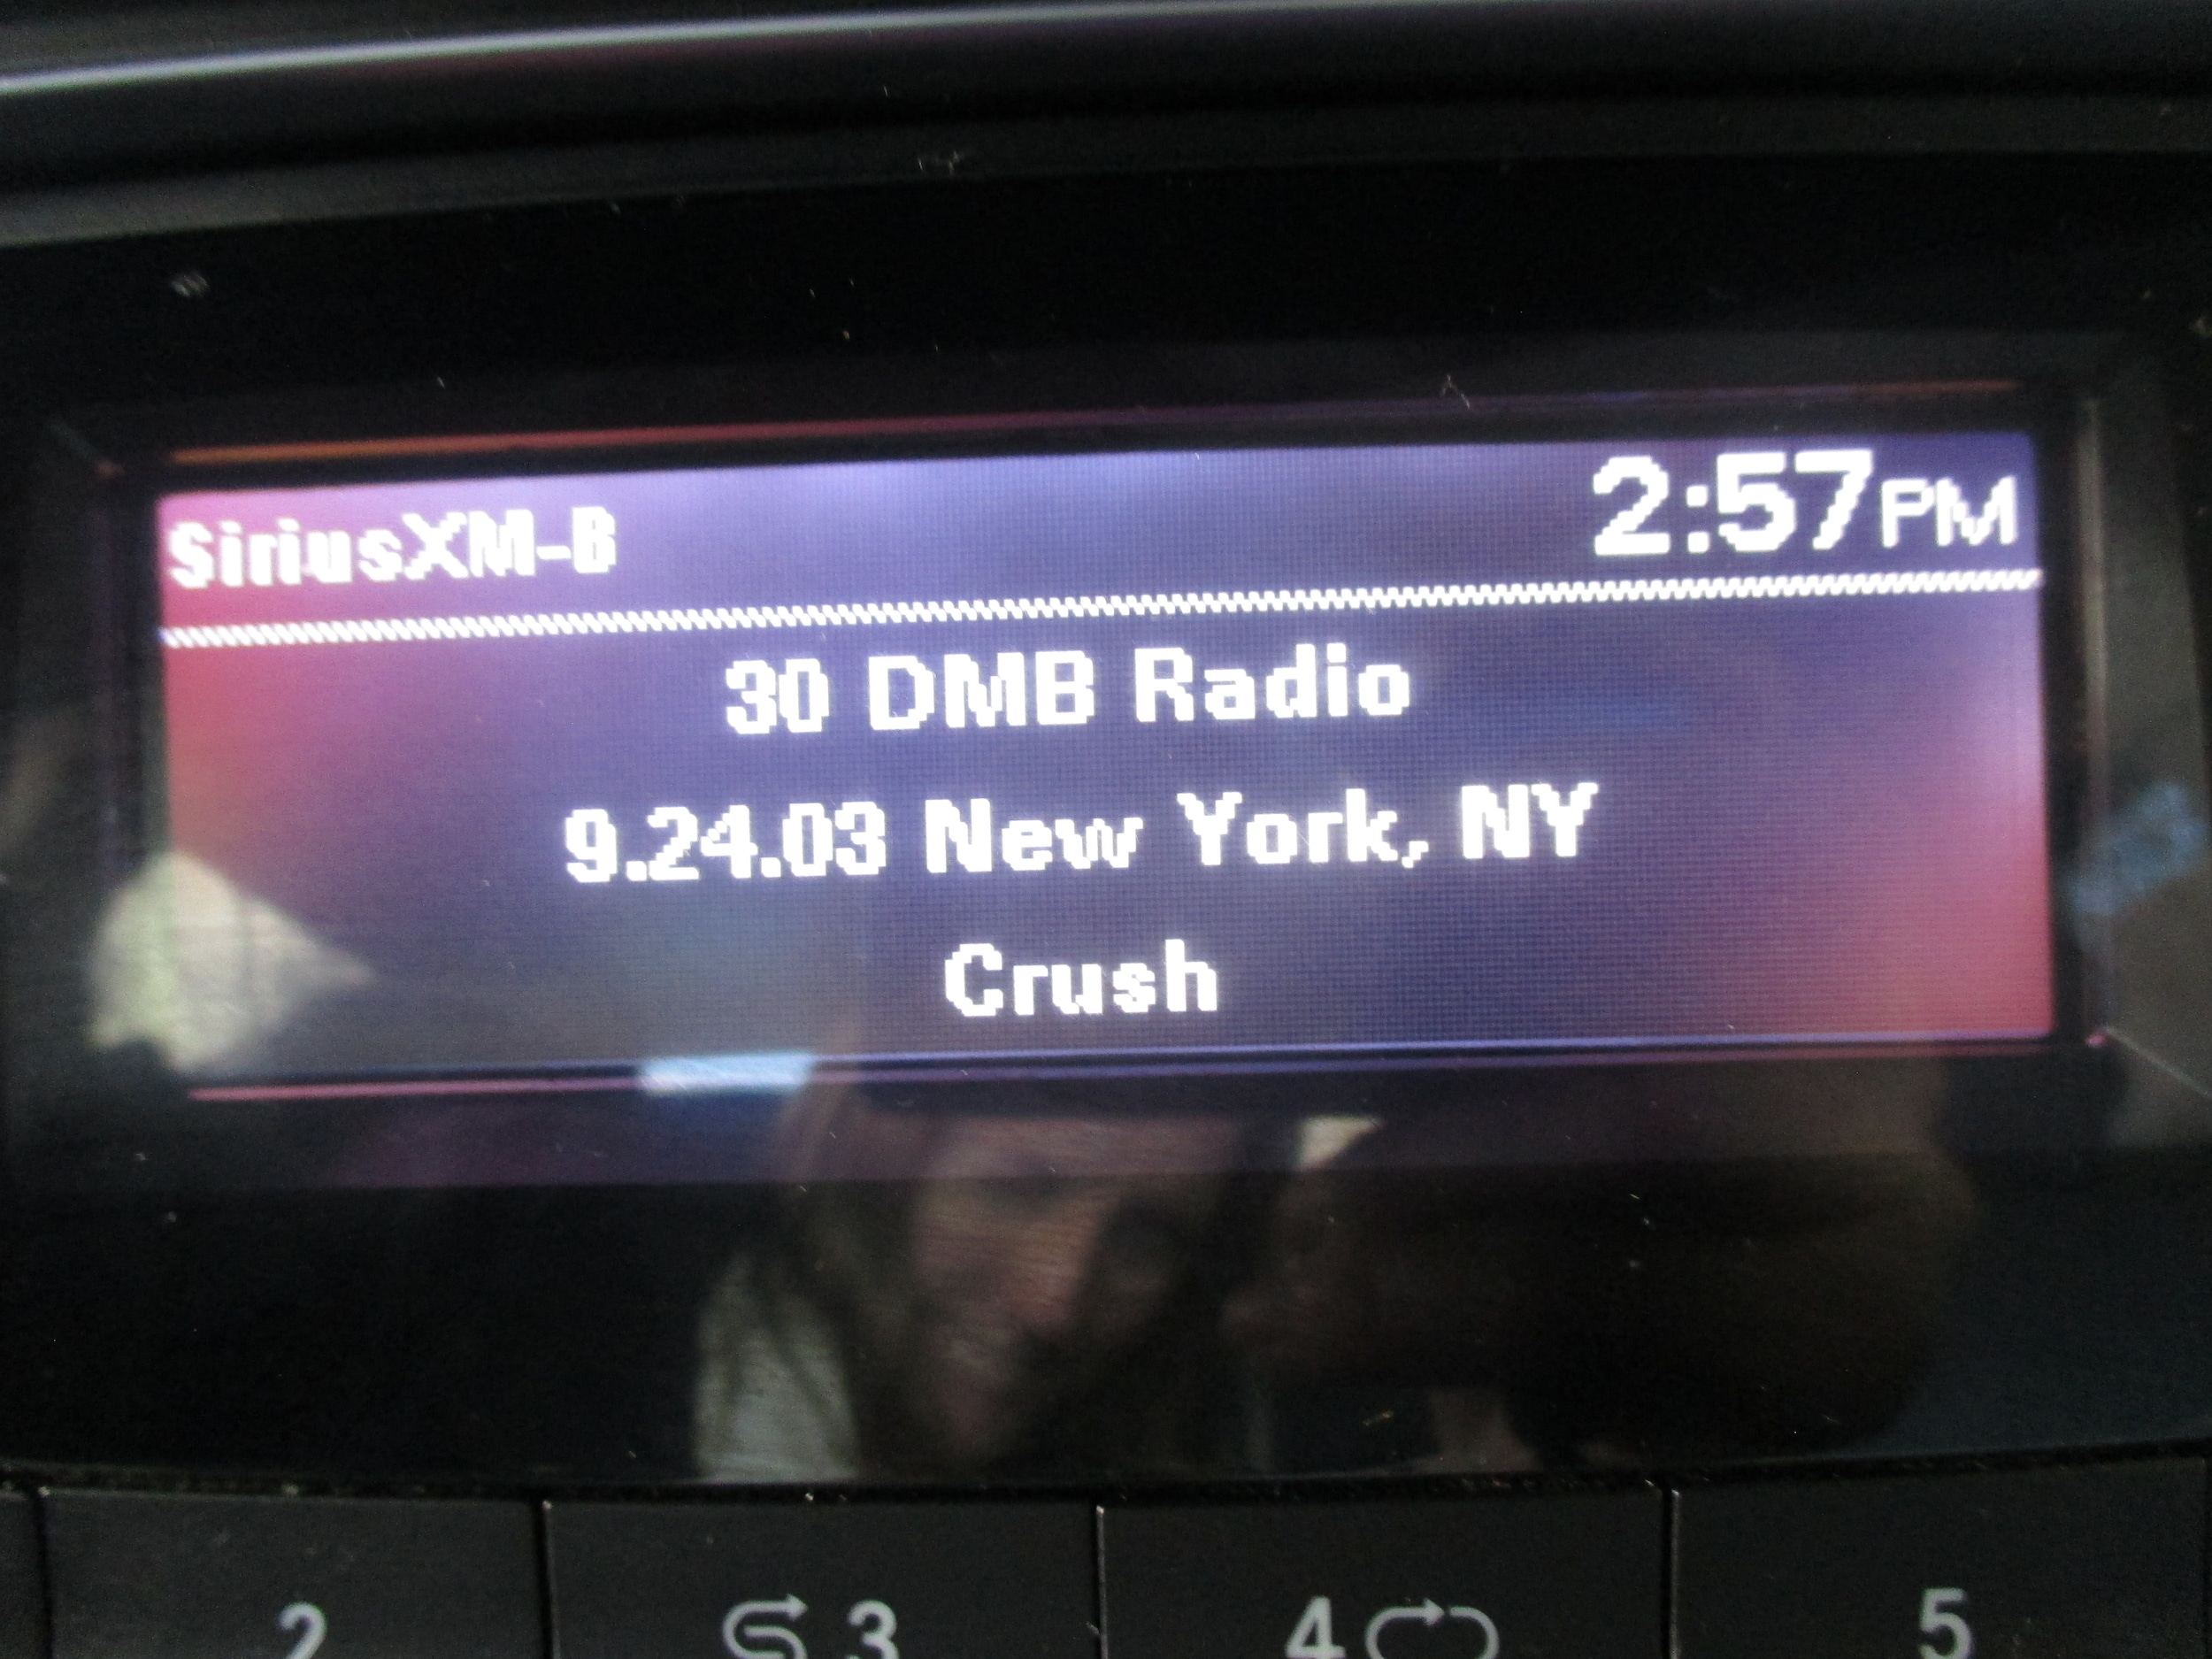 SiriusXM-B 2:57PM
30 DMB Radio
9.24.03 New York, NY
Crush
2 3 4 5